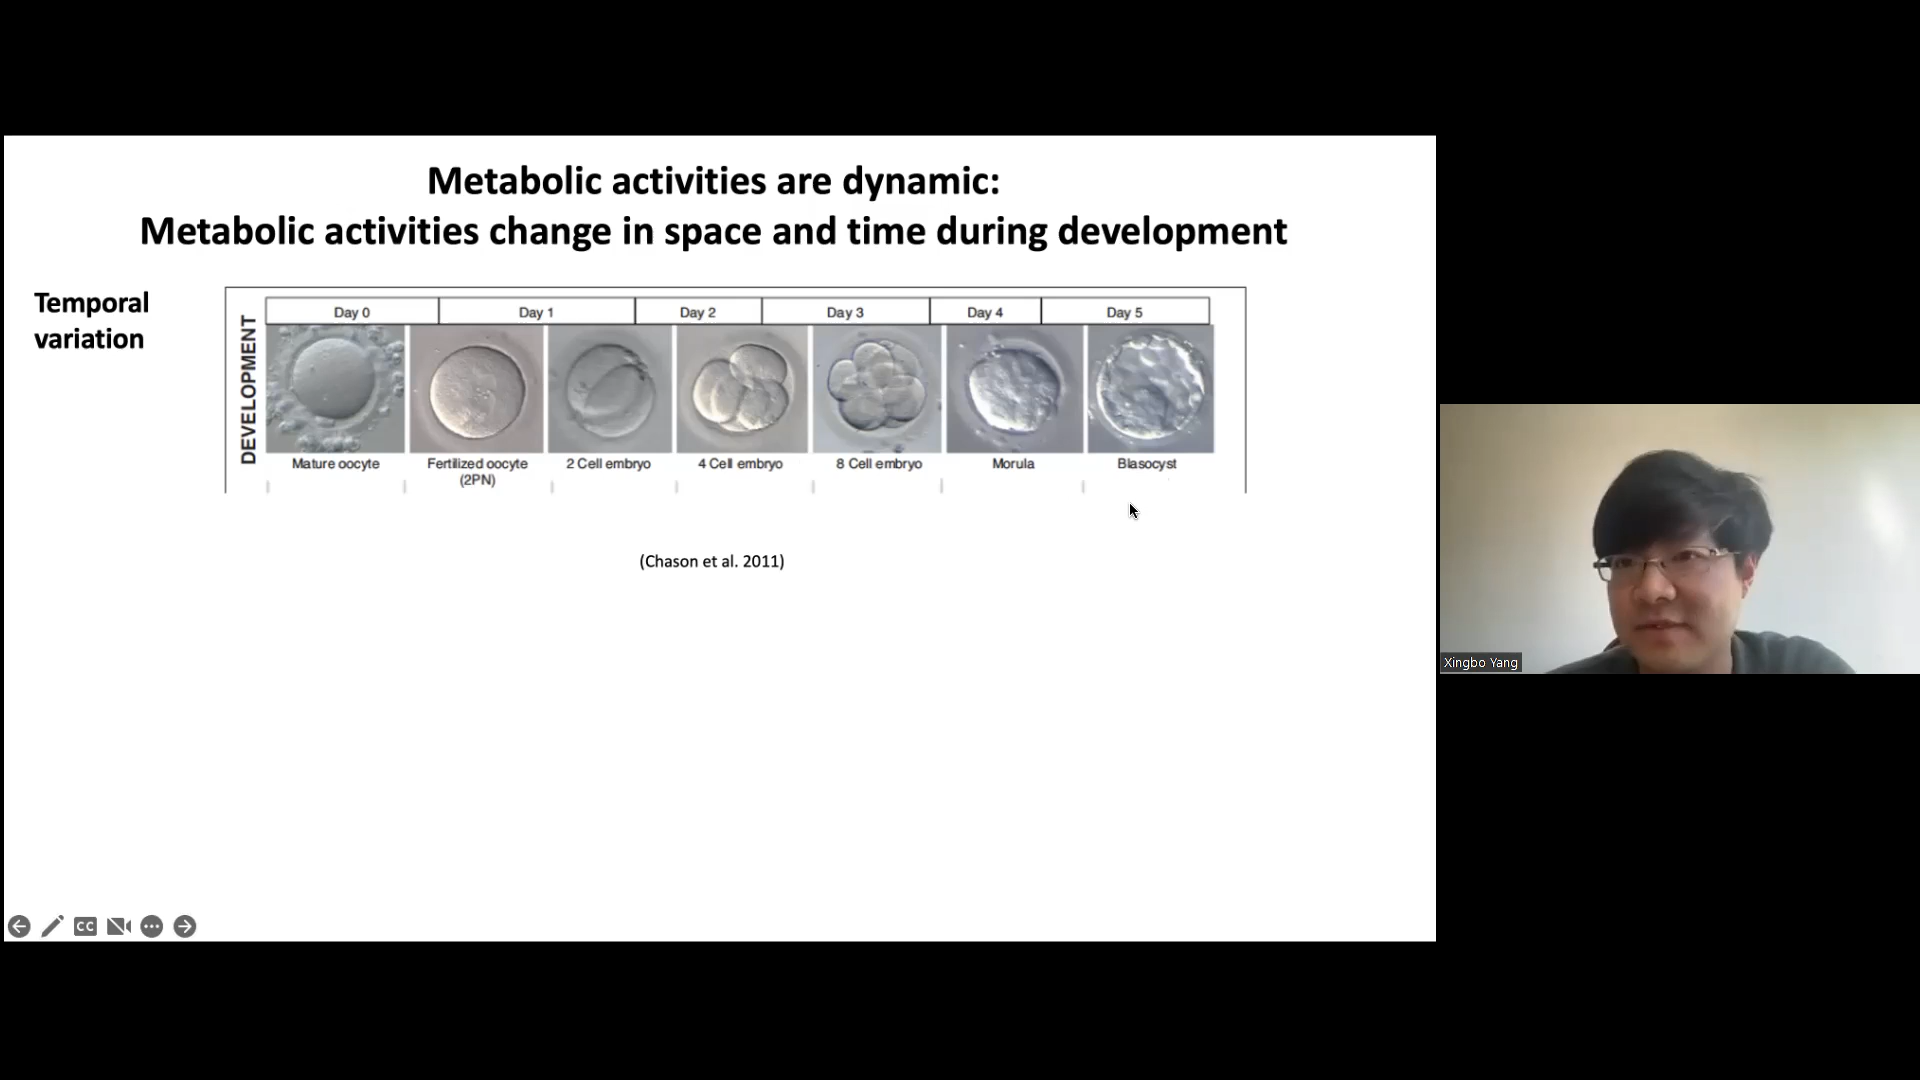 Metabolic activities are dynamic:
Metabolic activities change in space and time during development
Temporal
variation
DEVELOPMENT
Day 0
Day 1
Day 2
Day 3
Day 4
Day 5
Mature oocyte
Fertilized oocyte
(2PN)
2 Cell embryo
4 Cell embryo
8 Cell embryo
Morula
Blasocyst
(Chason et al. 2011)
CC
Xingbo Yang